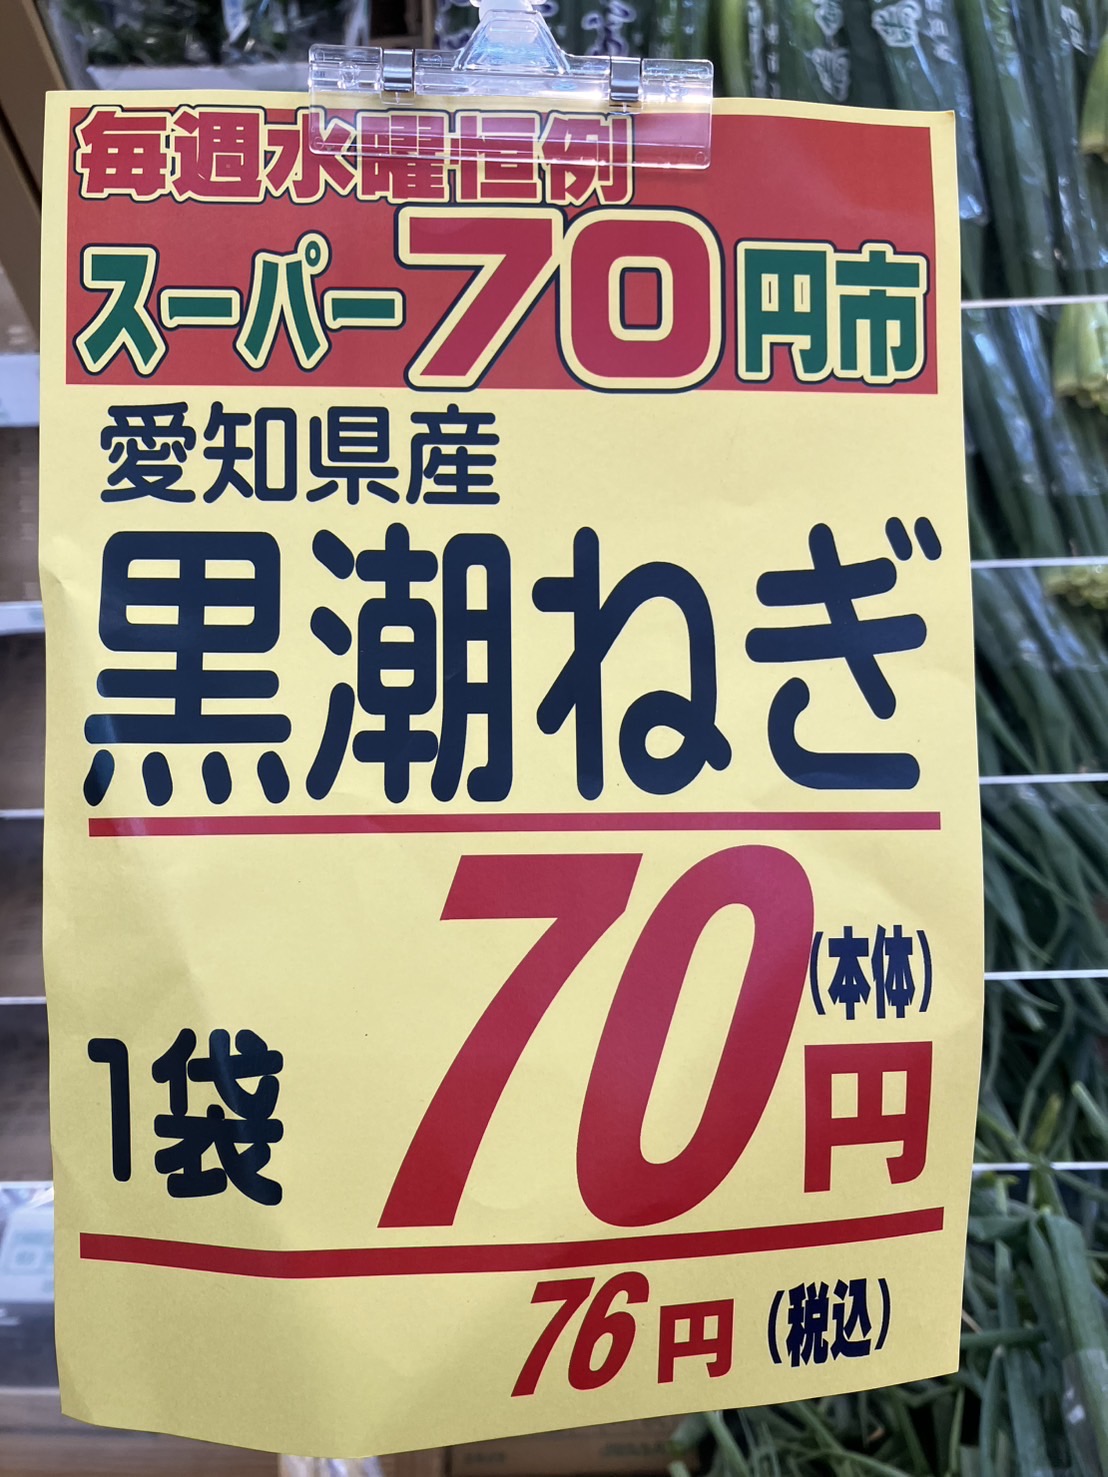 毎週水曜恒例
スーパー70円市
愛知県産
黒潮ねぎ
1袋
70円
(本体)
76円(税込)